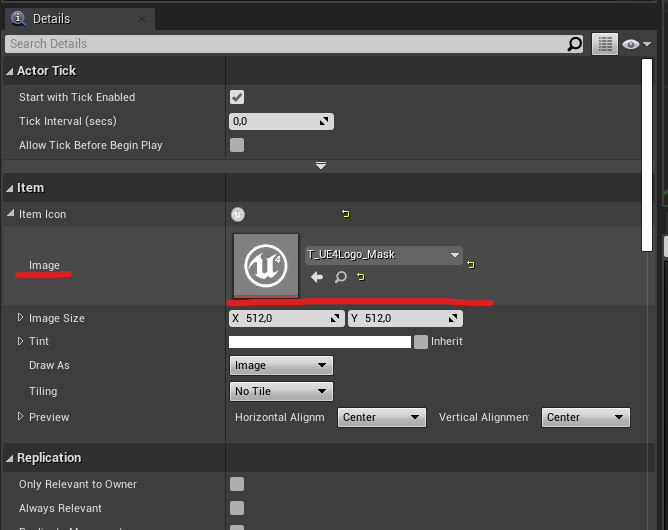 Details
Search Details
Actor Tick
Start with Tick Enabled
Tick Interval (secs) 0,0
Allow Tick Before Begin Play
Item
Item Icon
Image T_UE4Logo_Mask
Image Size X 512,0 Y 512,0
Tint Inherit
Draw As Image
Tiling No Tile
Preview Horizontal Alignm Center Vertical Alignmen Center
Replication
Only Relevant to Owner
Always Relevant